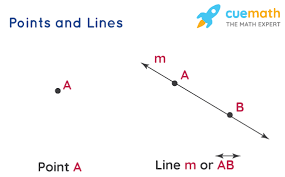 Points and Lines
cuemath
THE MATH EXPERT
m
A
A
B
Point A
Line m or AB